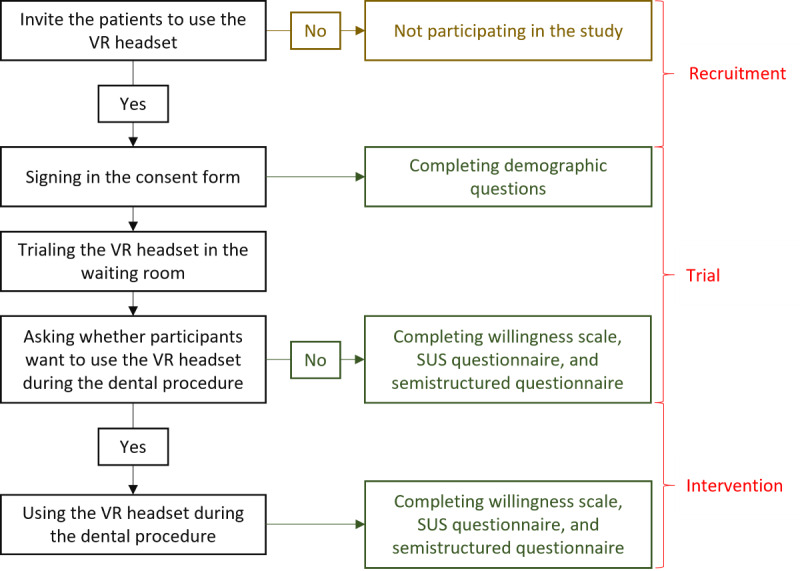 Invite the patients to use the
VR headset
No
Not participating in the study
Recruitment
Yes
Signing in the consent form
Completing demographic
questions
Trialing the VR headset in the
waiting room
Trial
Asking whether participants
want to use the VR headset
during the dental procedure
No
Completing willingness scale,
SUS questionnaire, and
semistructured questionnaire
Yes
Intervention
Using the VR headset during
the dental procedure
Completing willingness scale,
SUS questionnaire, and
semistructured questionnaire